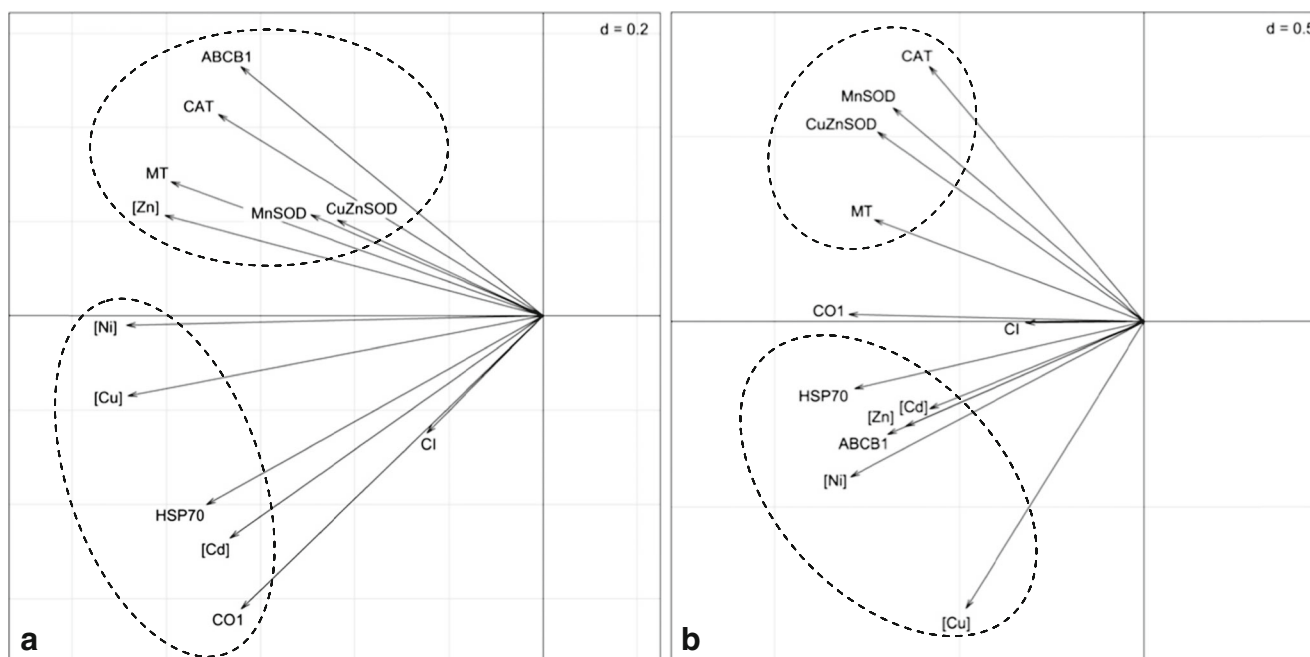 d = 0.2
ABCB1
CAT
MT
[Zn]
MnSOD
CuZnSOD
[Ni]
[Cu]
CI
HSP70
[Cd]
CO1
a
d = 0.5
CAT
MnSOD
CuZnSOD
MT
CO1
CI
HSP70
[Zn]
[Cd]
ABCB1
[Ni]
[Cu]
b